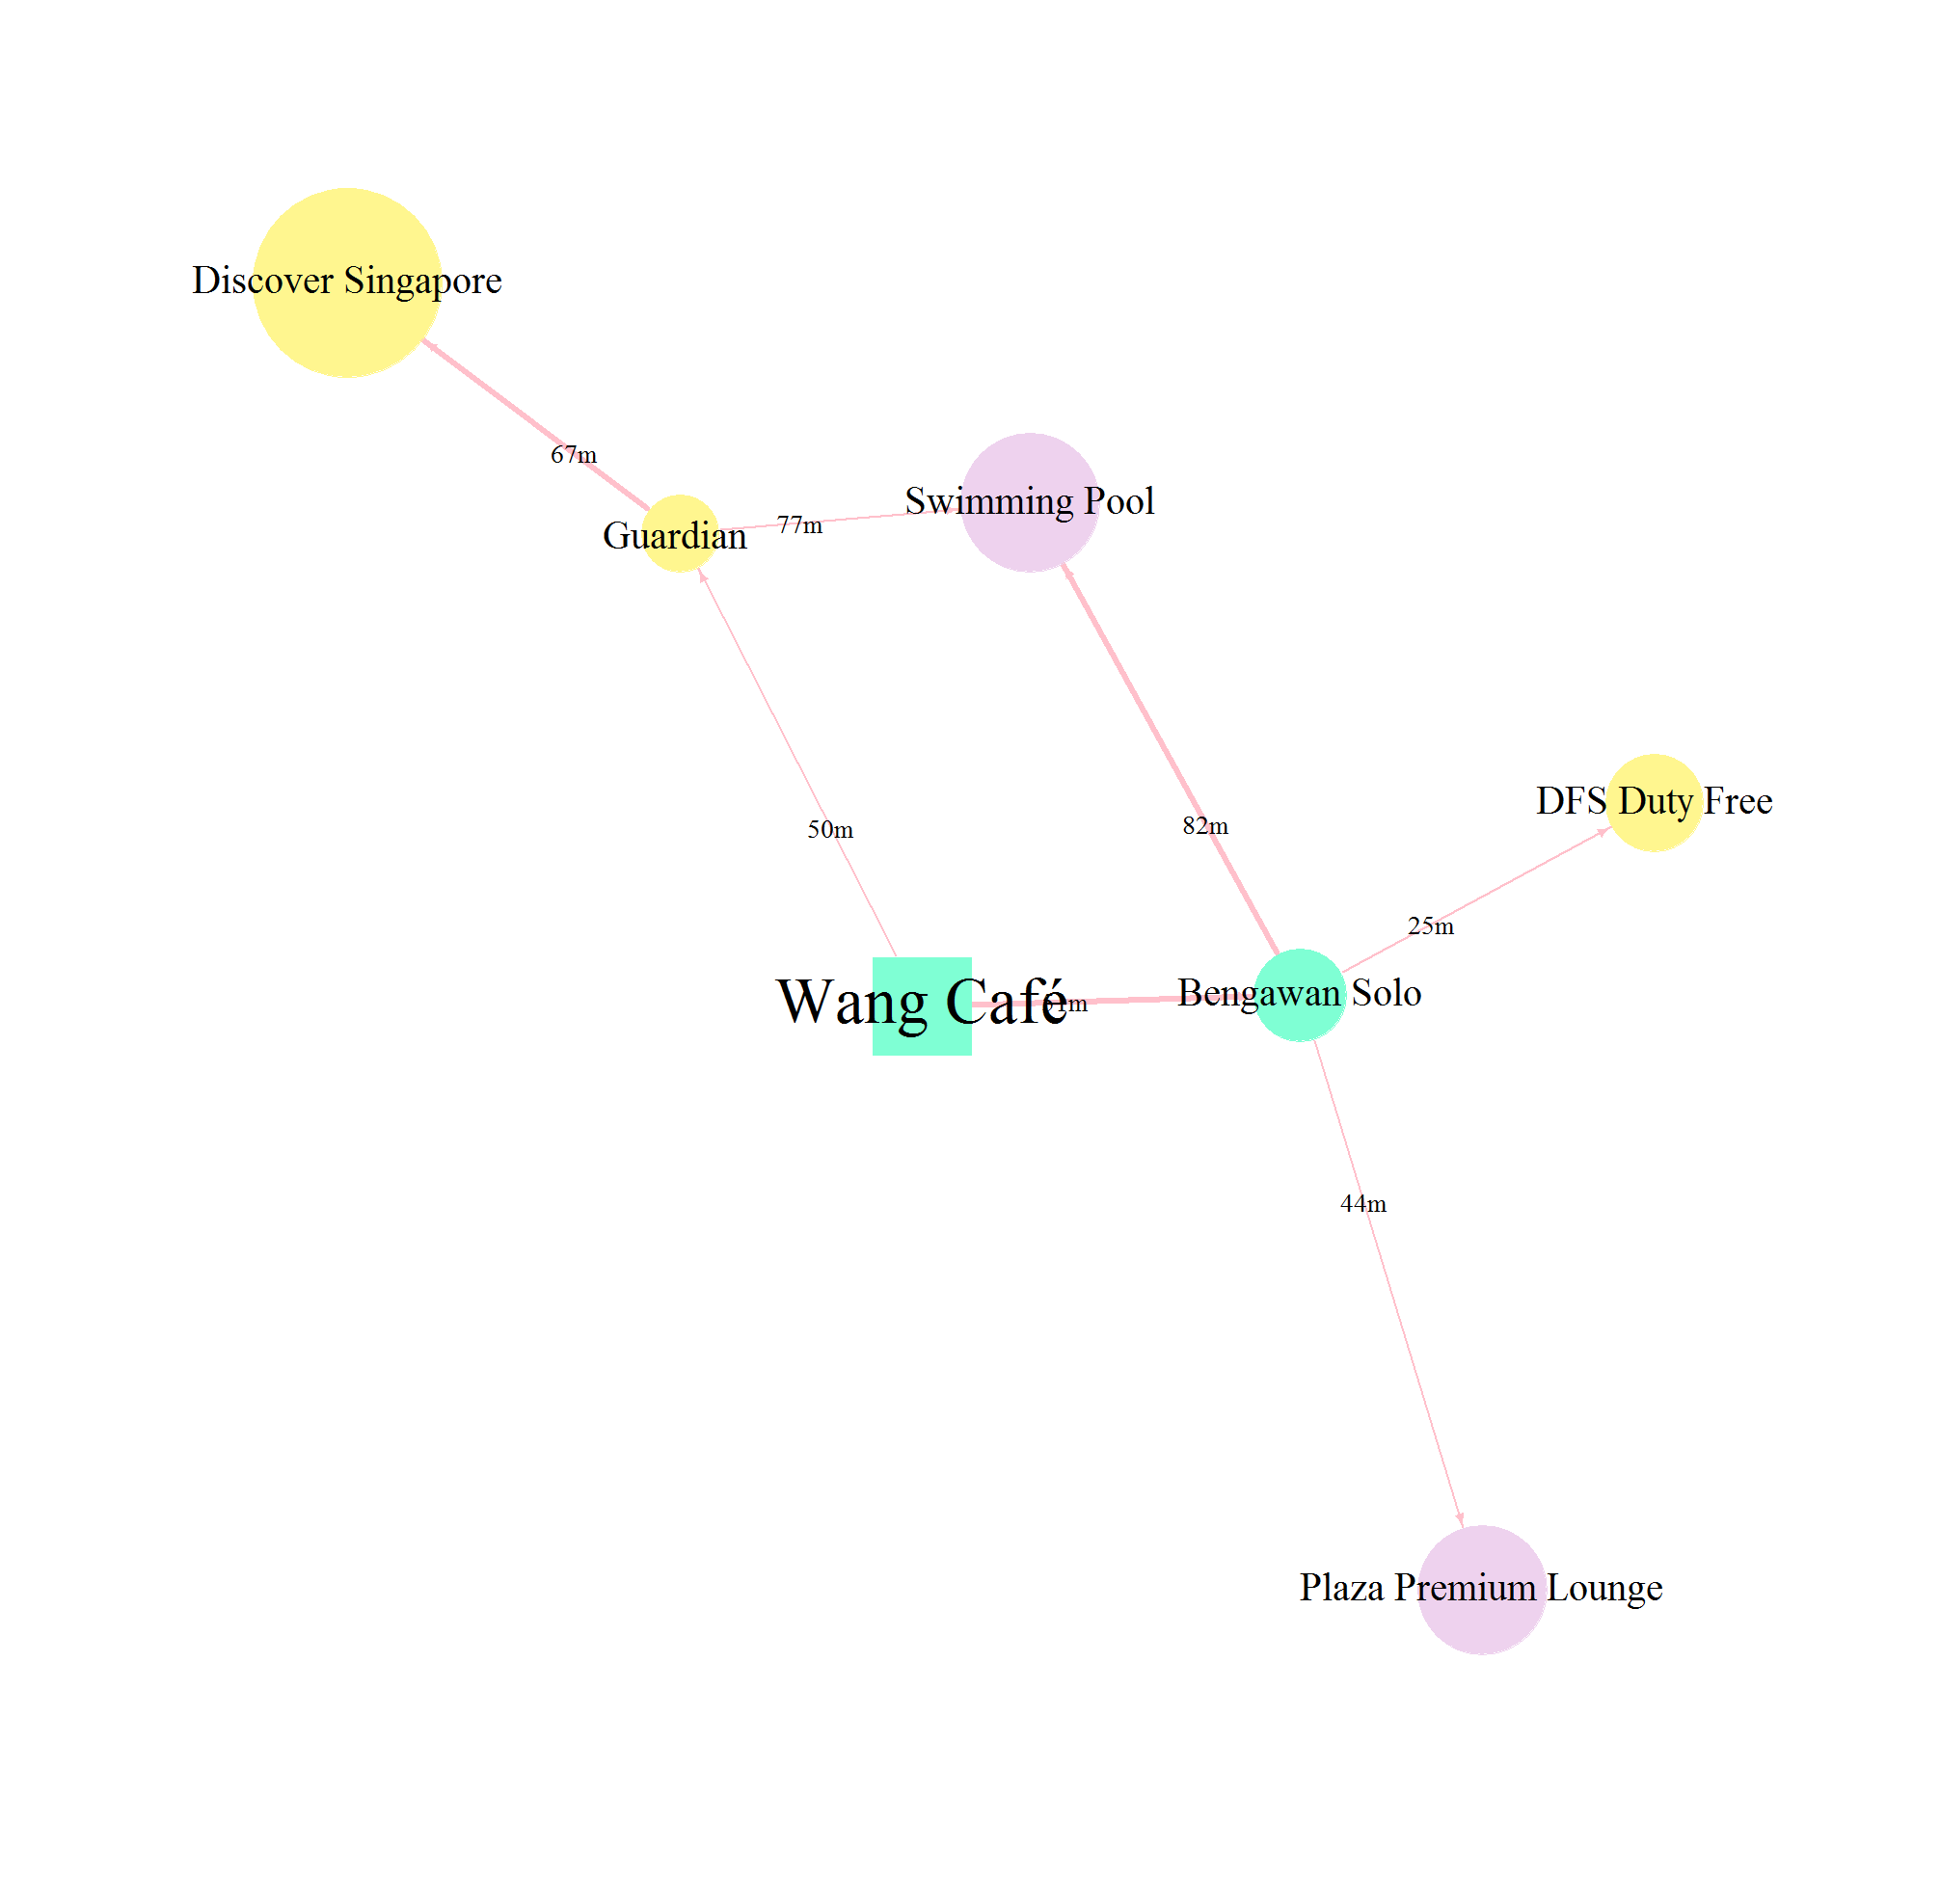 Discover Singapore
67m
Swimming Pool
77m
Guardian
DFS Duty Free
50m
82m
25m
Bengawan Solo
Wang Café
44m
Plaza Premium Lounge